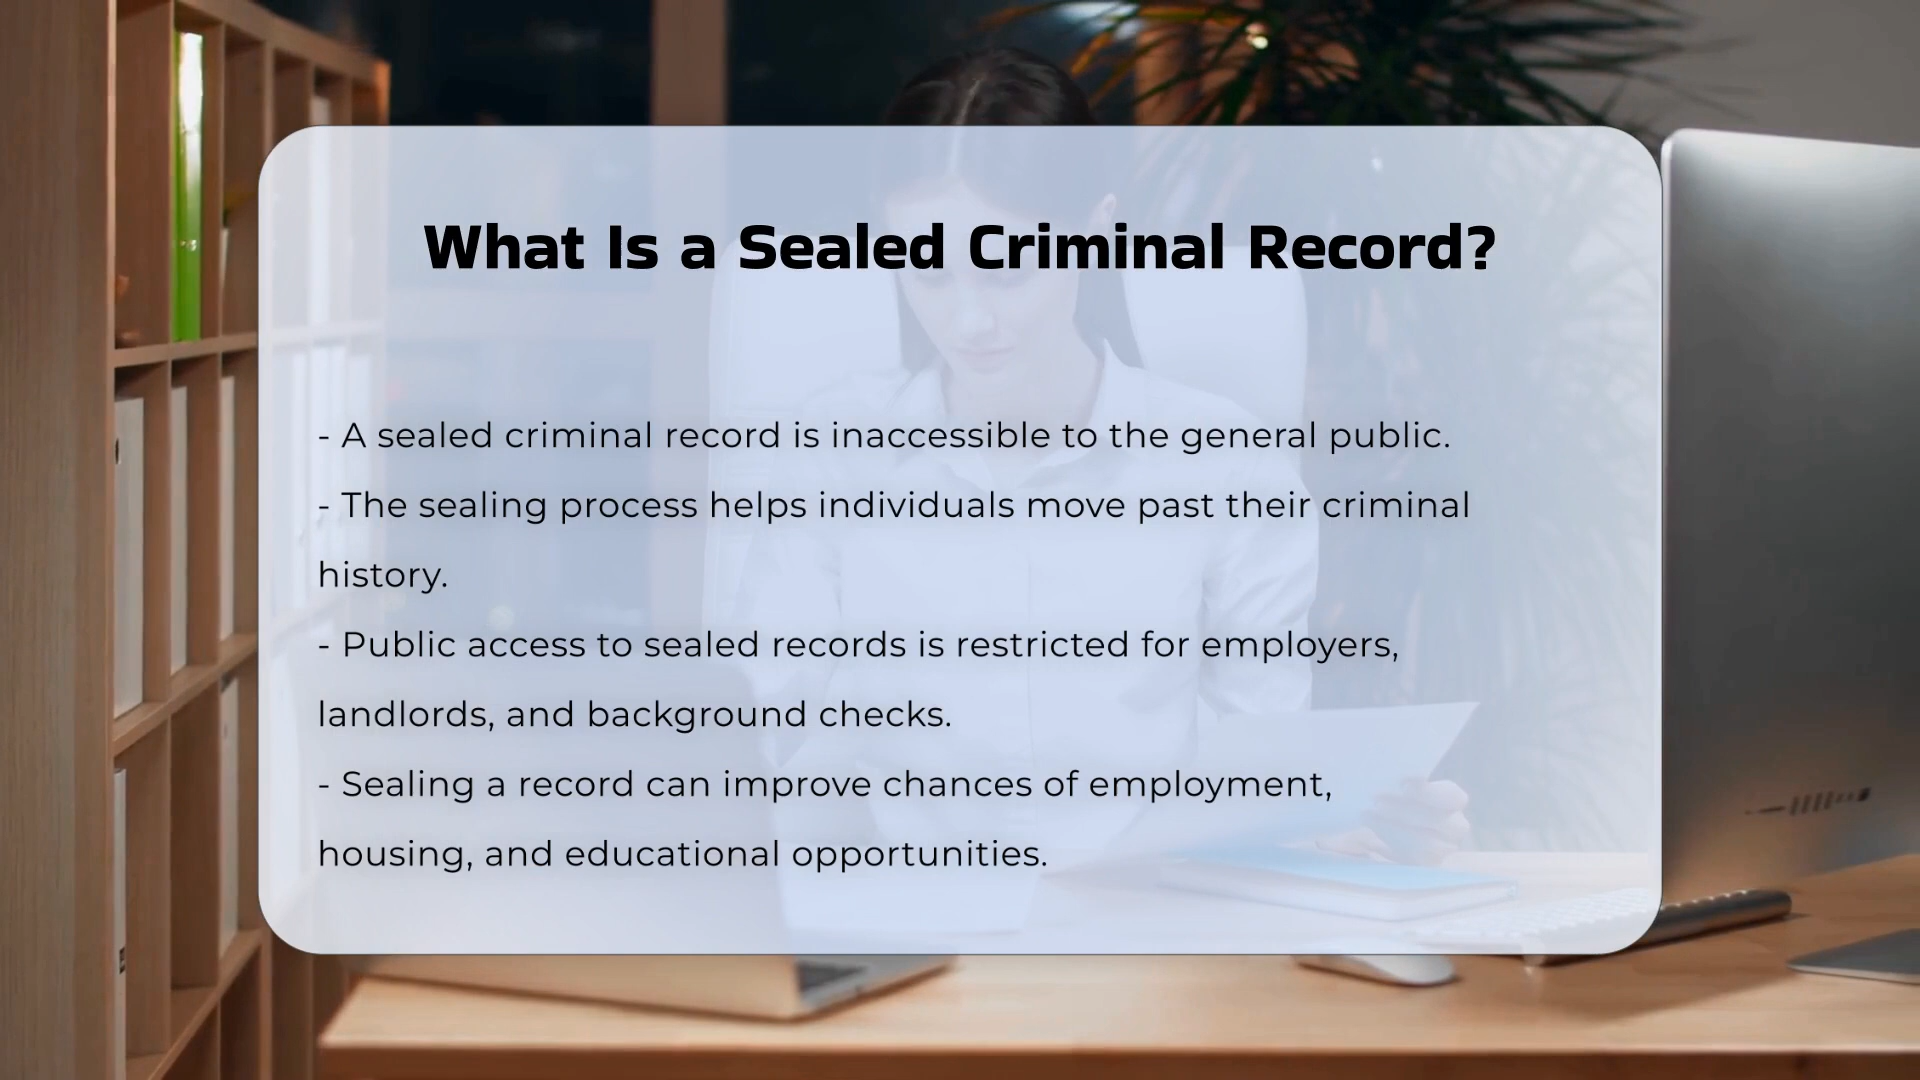 What Is a Sealed Criminal Record?
- A sealed criminal record is inaccessible to the general public.
- The sealing process helps individuals move past their criminal
history.
- Public access to sealed records is restricted for employers,
landlords, and background checks.
- Sealing a record can improve chances of employment,
housing, and educational opportunities.